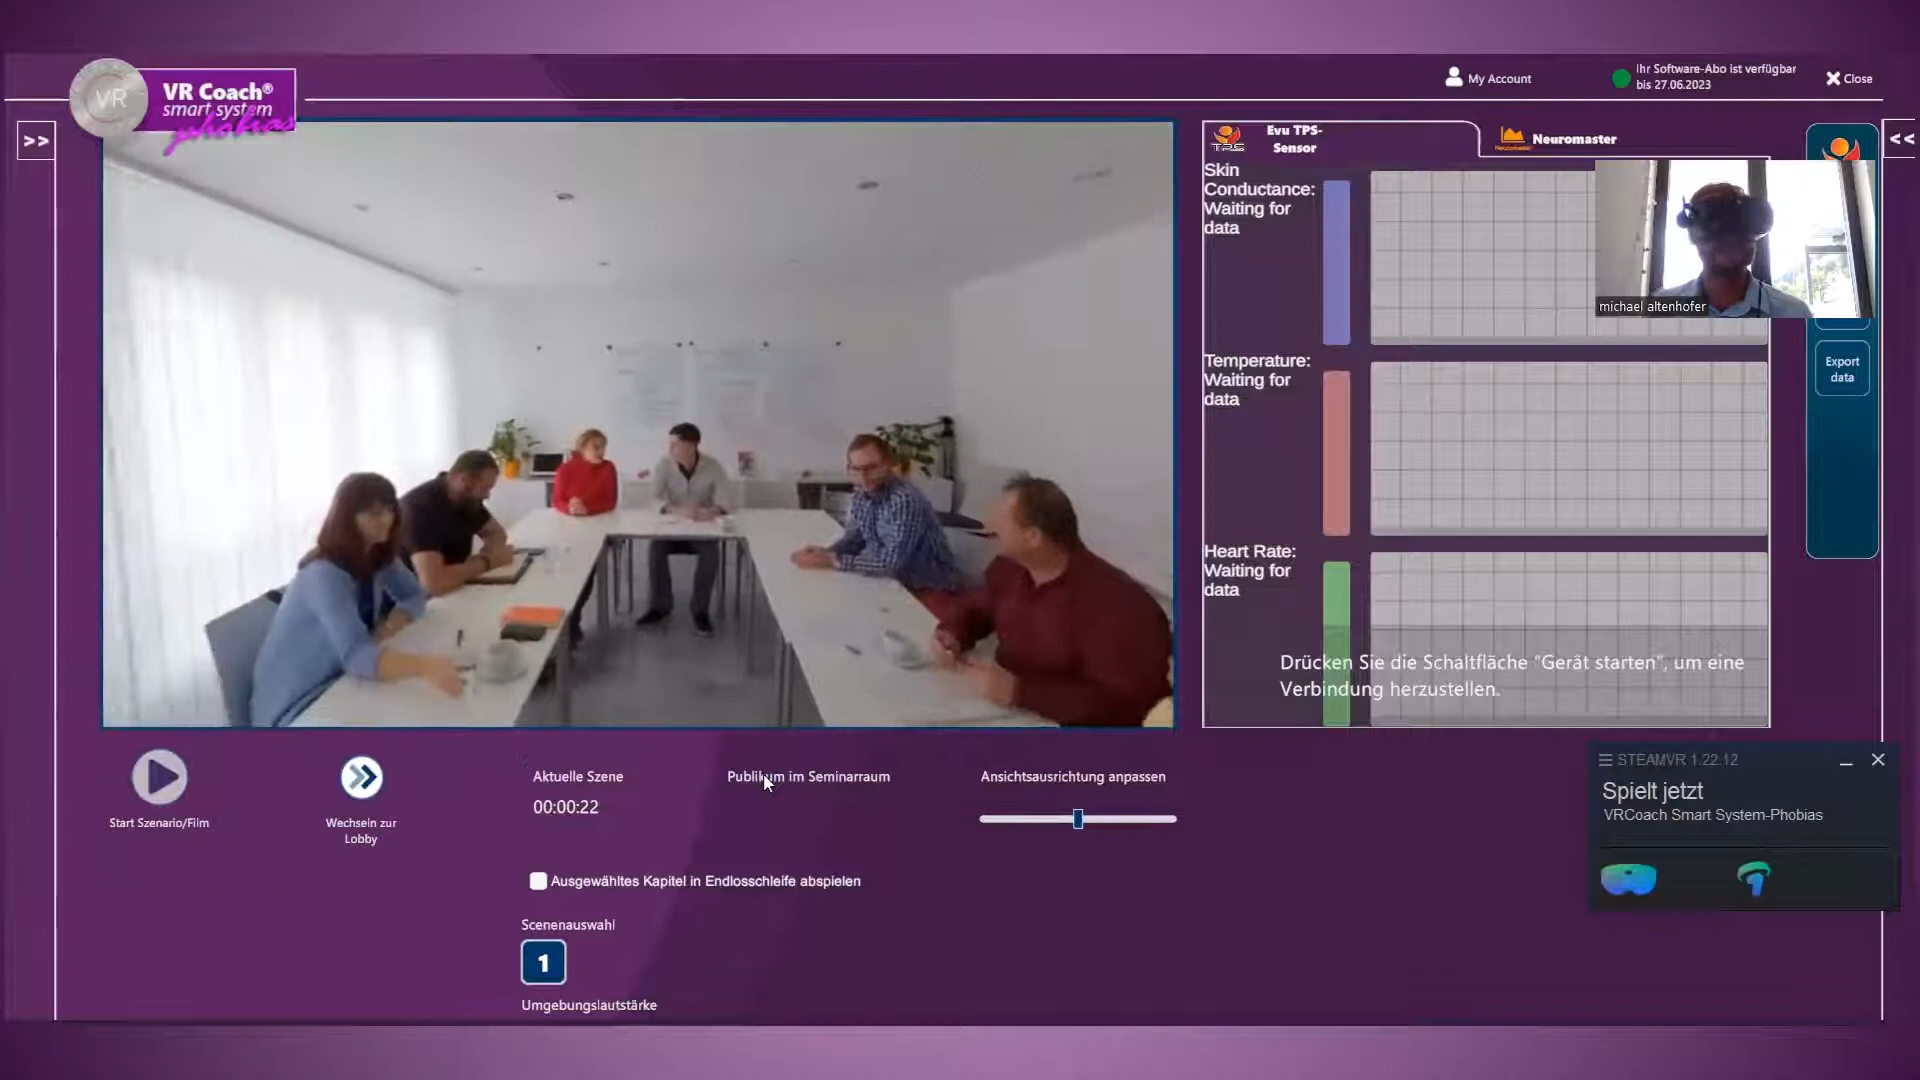 VR
VR Coach®
smart system
phobias
My Account
Ihr Software-Abo ist verfügbar
bis 27.06.2023
Close
>>
<<
Evu TPS-
Sensor
TPS
Neuromaster
Neuromaster
Skin
Conductance:
Waiting for
data
michael altenhofer
Temperature:
Waiting for
data
Export
data
Heart Rate:
Waiting for
data
Drücken Sie die Schaltfläche "Gerät starten", um eine
Verbindung herzustellen.
Start Szenario/Film
Wechseln zur
Lobby
Aktuelle Szene
00:00:22
Publikum im Seminarraum
Ansichtsausrichtung anpassen
Ausgewähltes Kapitel in Endlosschleife abspielen
Scenenauswahl
1
Umgebungslautstärke
STEAMVR 1.22.12
Spielt jetzt
VRCoach Smart System-Phobias